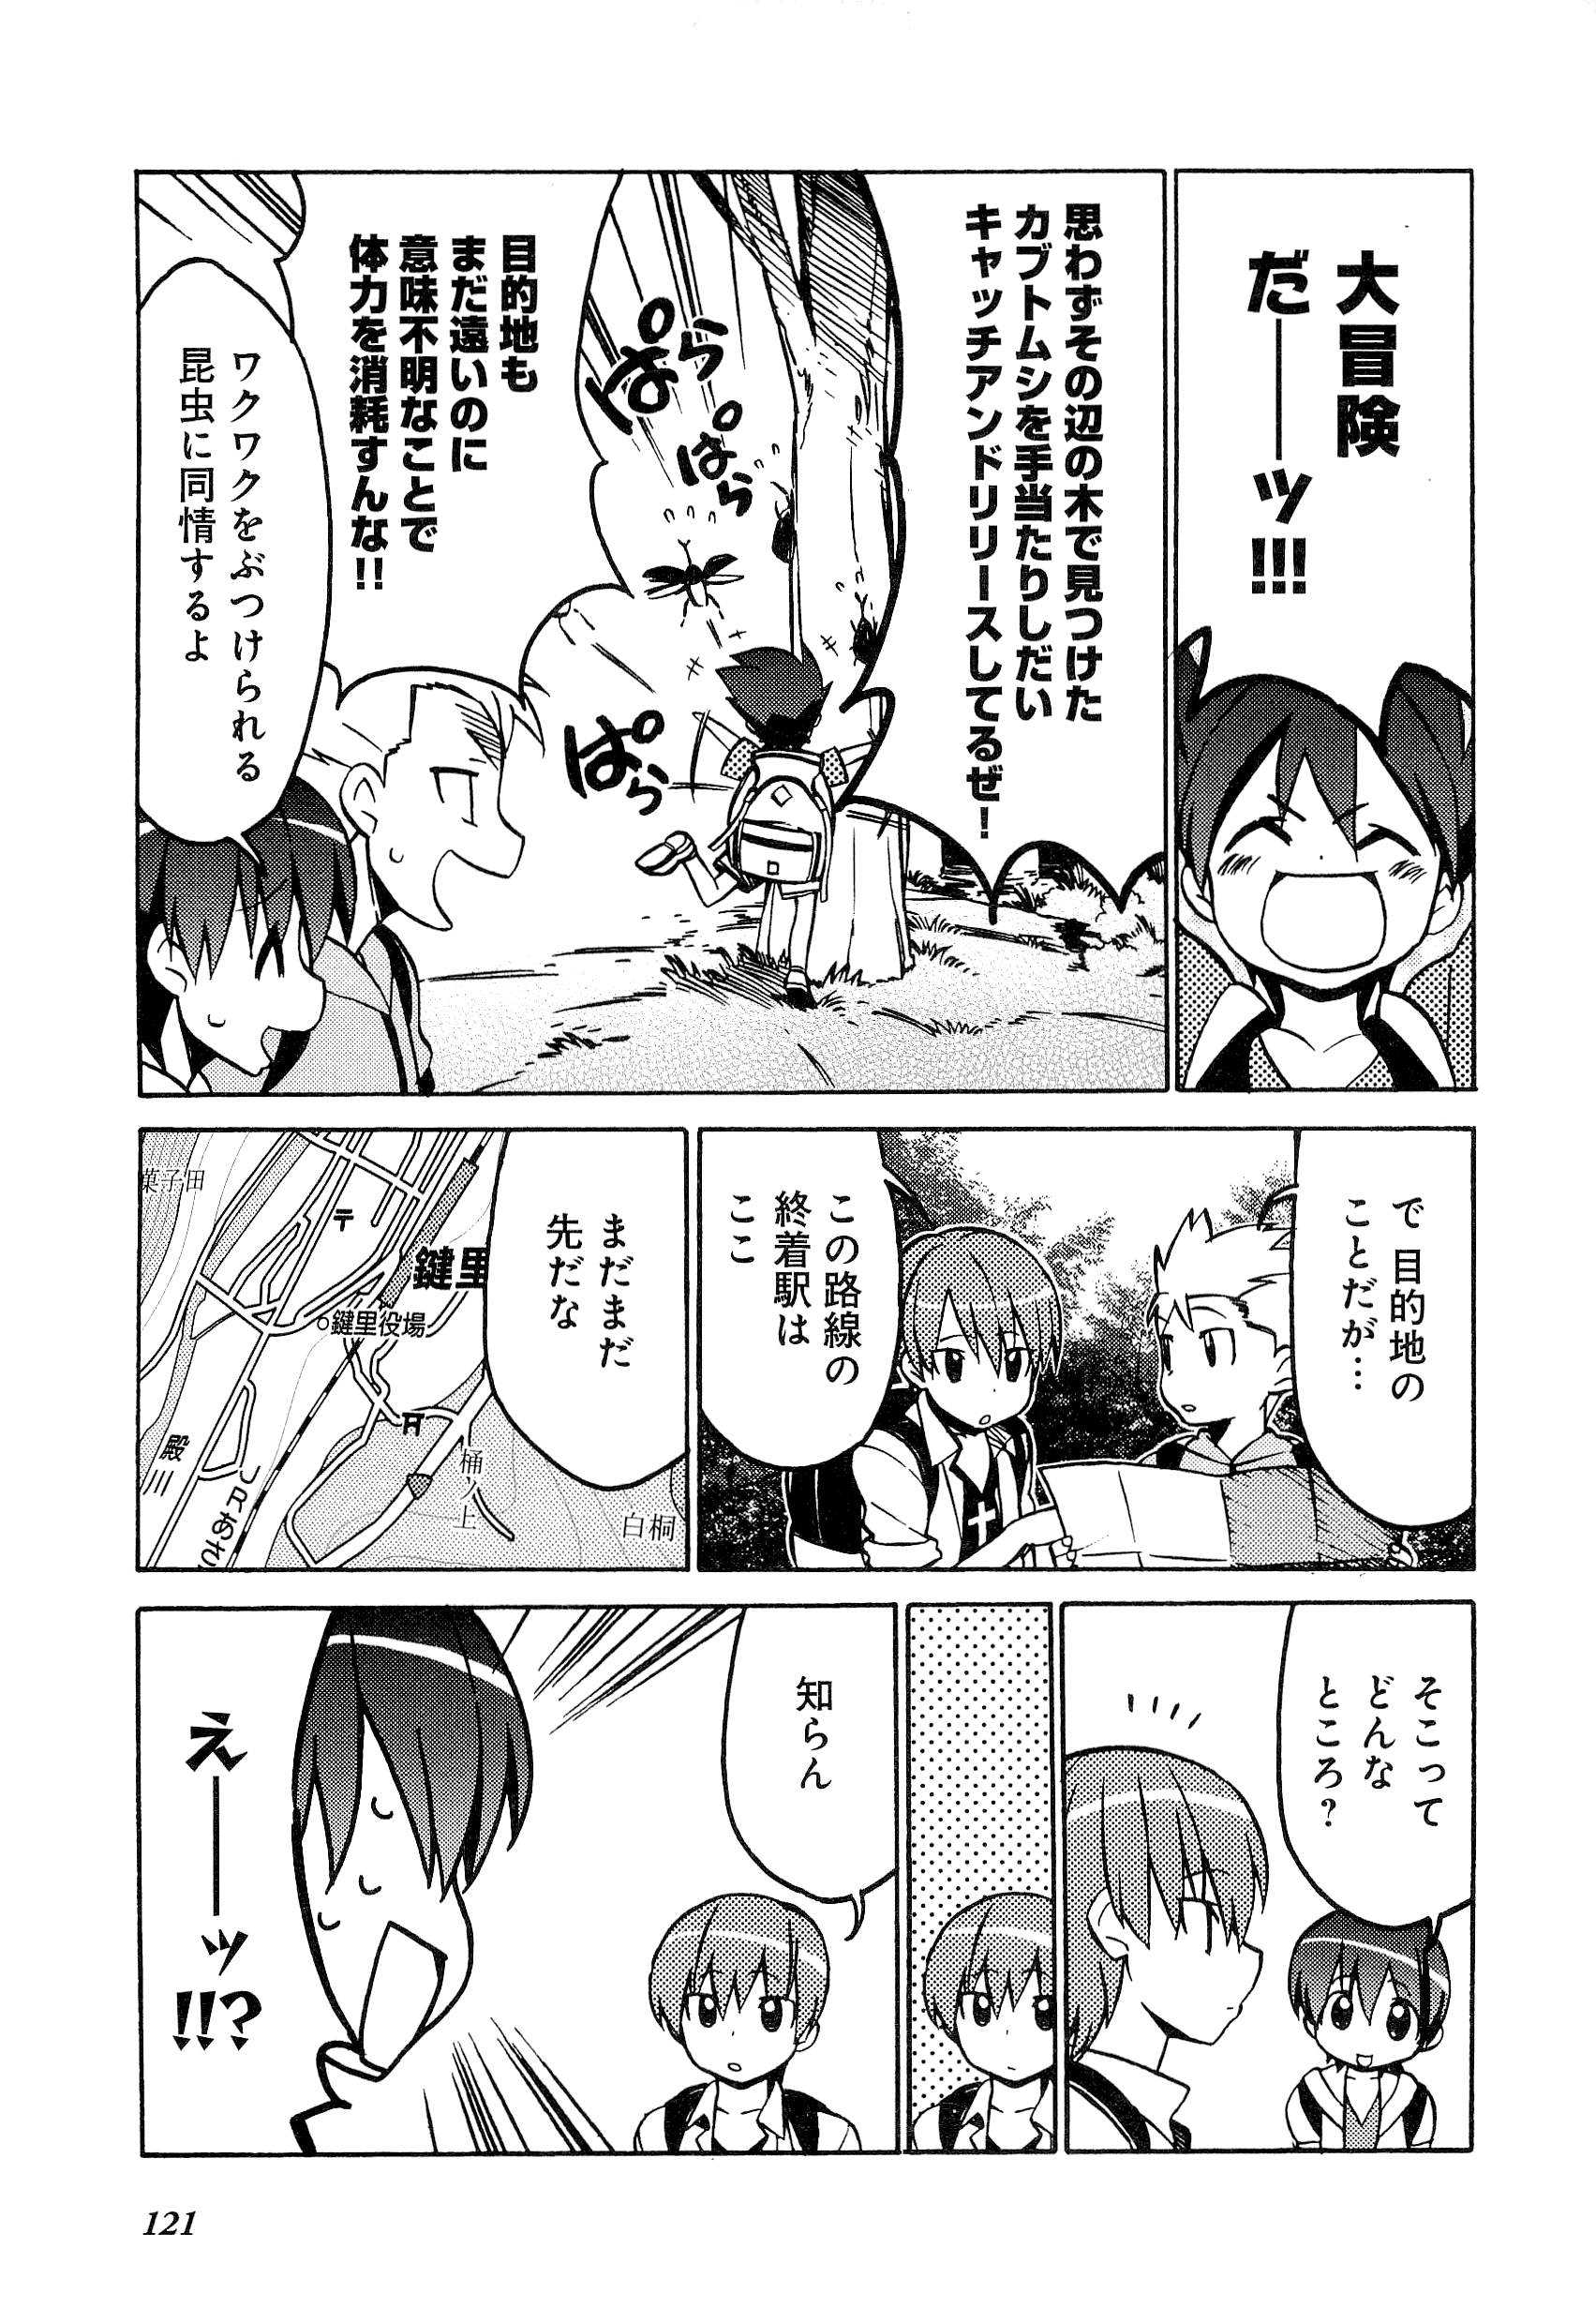 大冒険
だーーッ!!!
思わずその辺の木で見つけた
カブトムシを手当たりしだい
キャッチアンドリリースしてるぜ!
ぱら
ぱら
ぱら
目的地も
まだ遠いのに
意味不明なことで
体力を消耗すんな!!
ワクワクをぶつけられる
昆虫に同情するよ
で 目的地の
ことだが…
この路線の
終着駅は
ここ
まだまだ
先だな
菓子田
〒
鍵里
鍵里役場
殿川
JRあさひ
桶ノ上
白桐
そこって
どんな
ところ?
知らん
えーーッ!!?
121